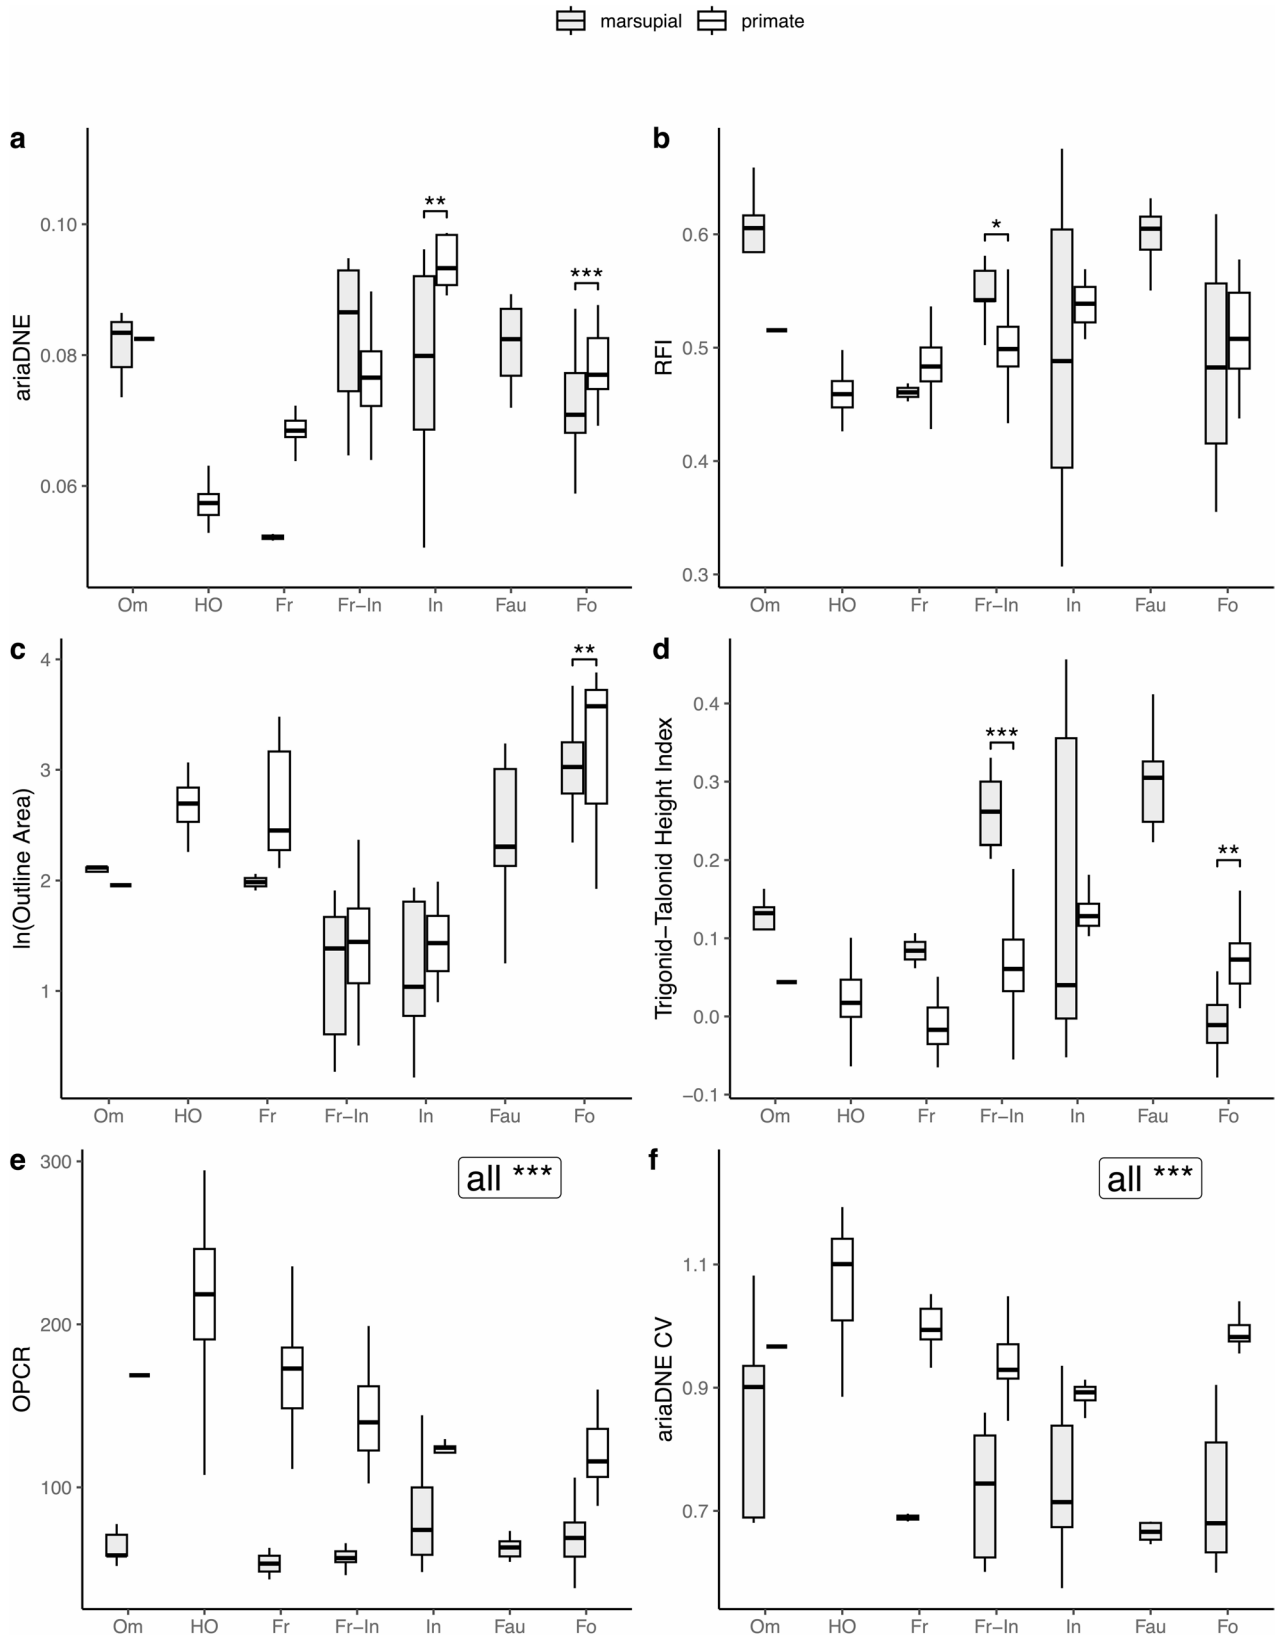 marsupial primate
a
ariaDNE
0.10
0.08
0.06
**
***
Om HO Fr Fr−In In Fau Fo
b
RFI
0.6
0.5
0.4
0.3
*
Om HO Fr Fr−In In Fau Fo
c
ln(Outline Area)
4
3
2
1
**
Om HO Fr Fr−In In Fau Fo
d
Trigonid−Talonid Height Index
0.4
0.3
0.2
0.1
0.0
−0.1
***
**
Om HO Fr Fr−In In Fau Fo
e
OPCR
300
200
100
all ***
Om HO Fr Fr−In In Fau Fo
f
ariaDNE CV
1.1
0.9
0.7
all ***
Om HO Fr Fr−In In Fau Fo